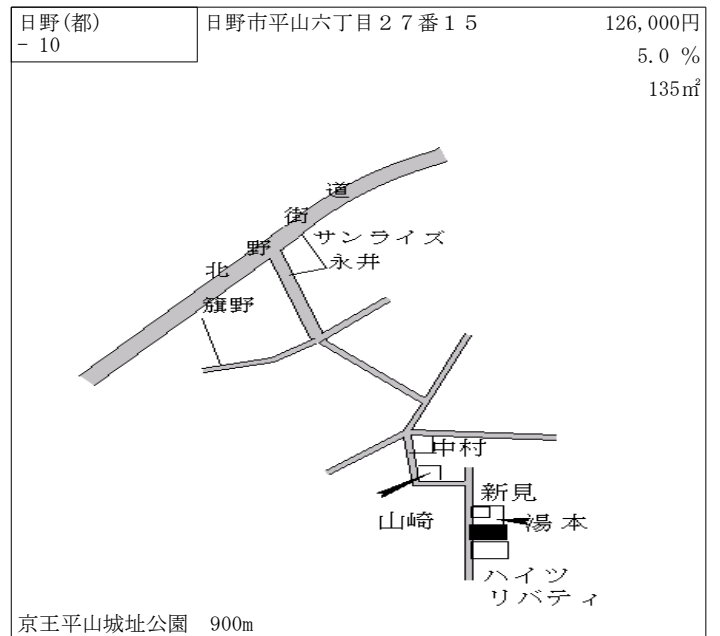 日野(都)
- 10
日野市平山六丁目２７番１５
126,000円
5.0 %
135㎡
北野街道
サンライズ
永井
籏野
中村
山崎
新見
湯本
ハイツ
リバティ
京王平山城址公園 900m